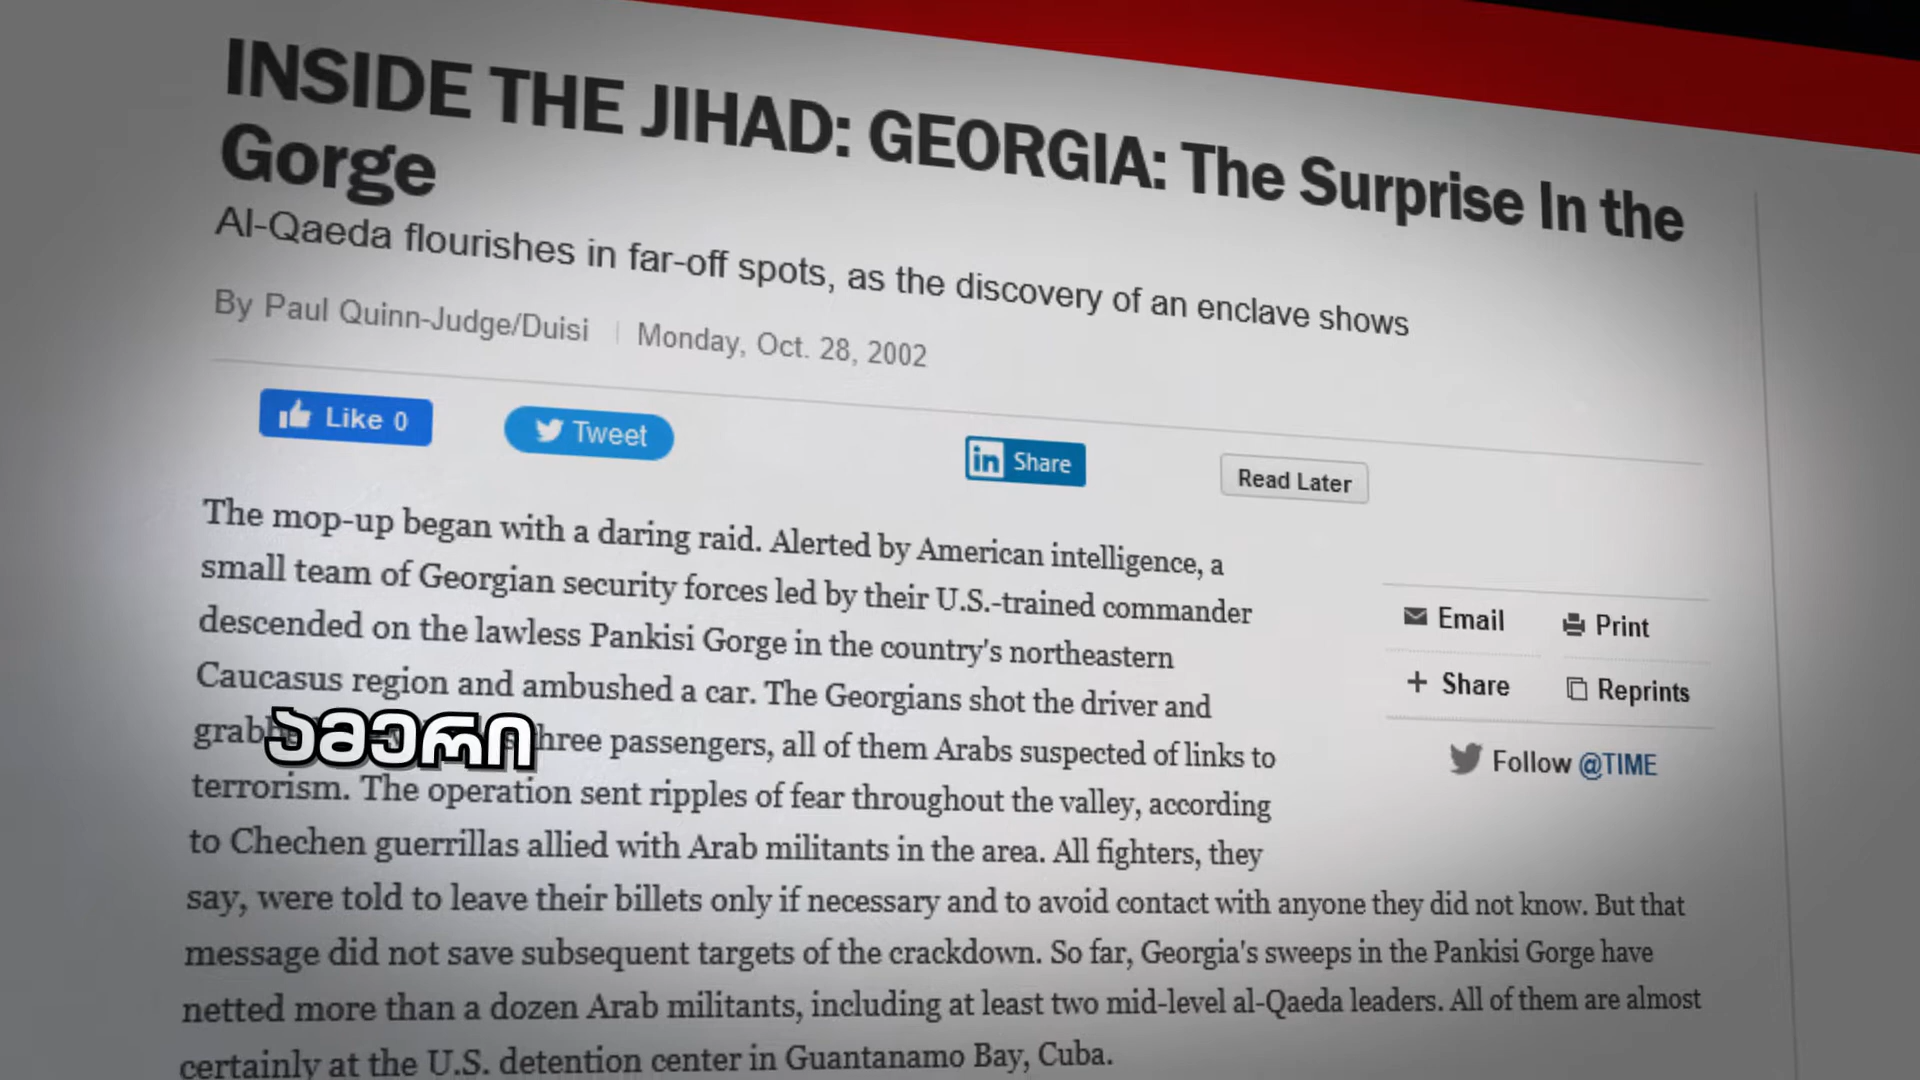 INSIDE THE JIHAD: GEORGIA: The Surprise In the
Gorge
Al-Qaeda flourishes in far-off spots, as the discovery of an enclave shows
By Paul Quinn-Judge/Duisi | Monday, Oct. 28, 2002
Like 0
Tweet
in Share
Read Later
The mop-up began with a daring raid. Alerted by American intelligence, a
small team of Georgian security forces led by their U.S.-trained commander
descended on the lawless Pankisi Gorge in the country's northeastern
Caucasus region and ambushed a car. The Georgians shot the driver and
three passengers, all of them Arabs suspected of links to
terrorism. The operation sent ripples of fear throughout the valley, according
to Chechen guerrillas allied with Arab militants in the area. All fighters, they
say, were told to leave their billets only if necessary and to avoid contact with anyone they did not know. But that
message did not save subsequent targets of the crackdown. So far, Georgia's sweeps in the Pankisi Gorge have
netted more than a dozen Arab militants, including at least two mid-level al-Qaeda leaders. All of them are almost
certainly at the U.S. detention center in Guantanamo Bay, Cuba.
ამერი
Email
Print
+ Share
Reprints
Follow @TIME